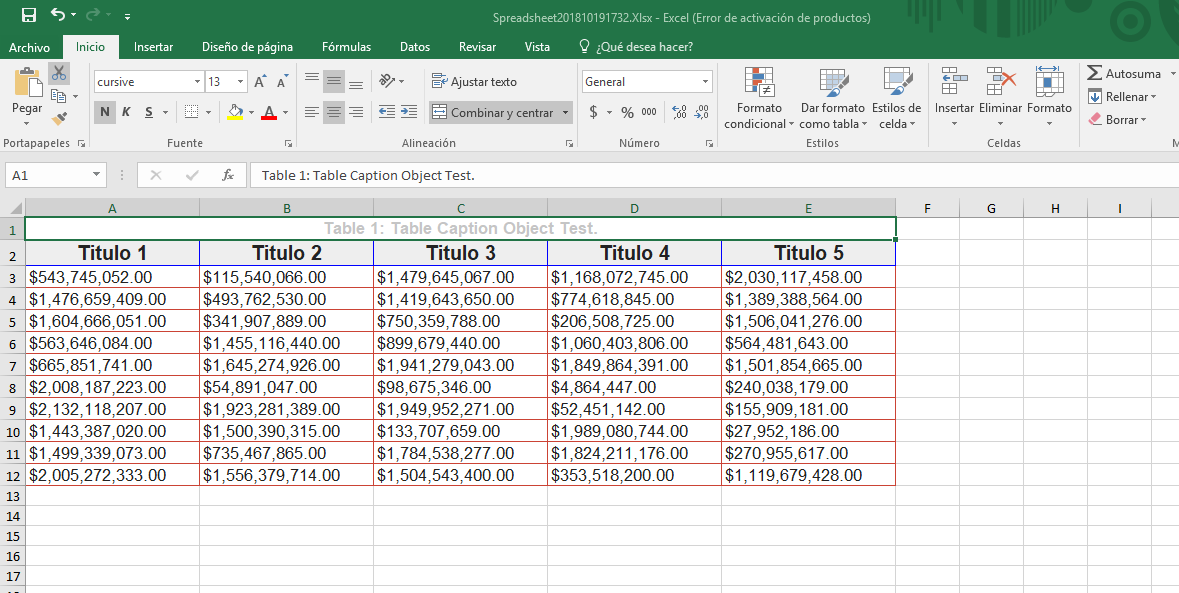 Spreadsheet201810191732.Xlsx - Excel (Error de activación de productos)
Archivo Inicio Insertar Diseño de página Fórmulas Datos Revisar Vista ¿Qué desea hacer?
Pegar
Portapapeles
cursive 13 A A
N K S A
Fuente
Ajustar texto
Combinar y centrar
Alineación
General
$ % 000
Número
Formato condicional
Dar formato como tabla
Estilos de celda
Estilos
Insertar Eliminar Formato
Celdas
Autosuma
Rellenar
Borrar
A1 fx Table 1: Table Caption Object Test.
A B C D E F G H I
1 Table 1: Table Caption Object Test.
2 Titulo 1 Titulo 2 Titulo 3 Titulo 4 Titulo 5
3 $543,745,052.00 $115,540,066.00 $1,479,645,067.00 $1,168,072,745.00 $2,030,117,458.00
4 $1,476,659,409.00 $493,762,530.00 $1,419,643,650.00 $774,618,845.00 $1,389,388,564.00
5 $1,604,666,051.00 $341,907,889.00 $750,359,788.00 $206,508,725.00 $1,506,041,276.00
6 $563,646,084.00 $1,455,116,440.00 $899,679,440.00 $1,060,403,806.00 $564,481,643.00
7 $665,851,741.00 $1,645,274,926.00 $1,941,279,043.00 $1,849,864,391.00 $1,501,854,665.00
8 $2,008,187,223.00 $54,891,047.00 $98,675,346.00 $4,864,447.00 $240,038,179.00
9 $2,132,118,207.00 $1,923,281,389.00 $1,949,952,271.00 $52,451,142.00 $155,909,181.00
10 $1,443,387,020.00 $1,500,390,315.00 $133,707,659.00 $1,989,080,744.00 $27,952,186.00
11 $1,499,339,073.00 $735,467,865.00 $1,784,538,277.00 $1,824,211,176.00 $270,955,617.00
12 $2,005,272,333.00 $1,556,379,714.00 $1,504,543,400.00 $353,518,200.00 $1,119,679,428.00
13
14
15
16
17